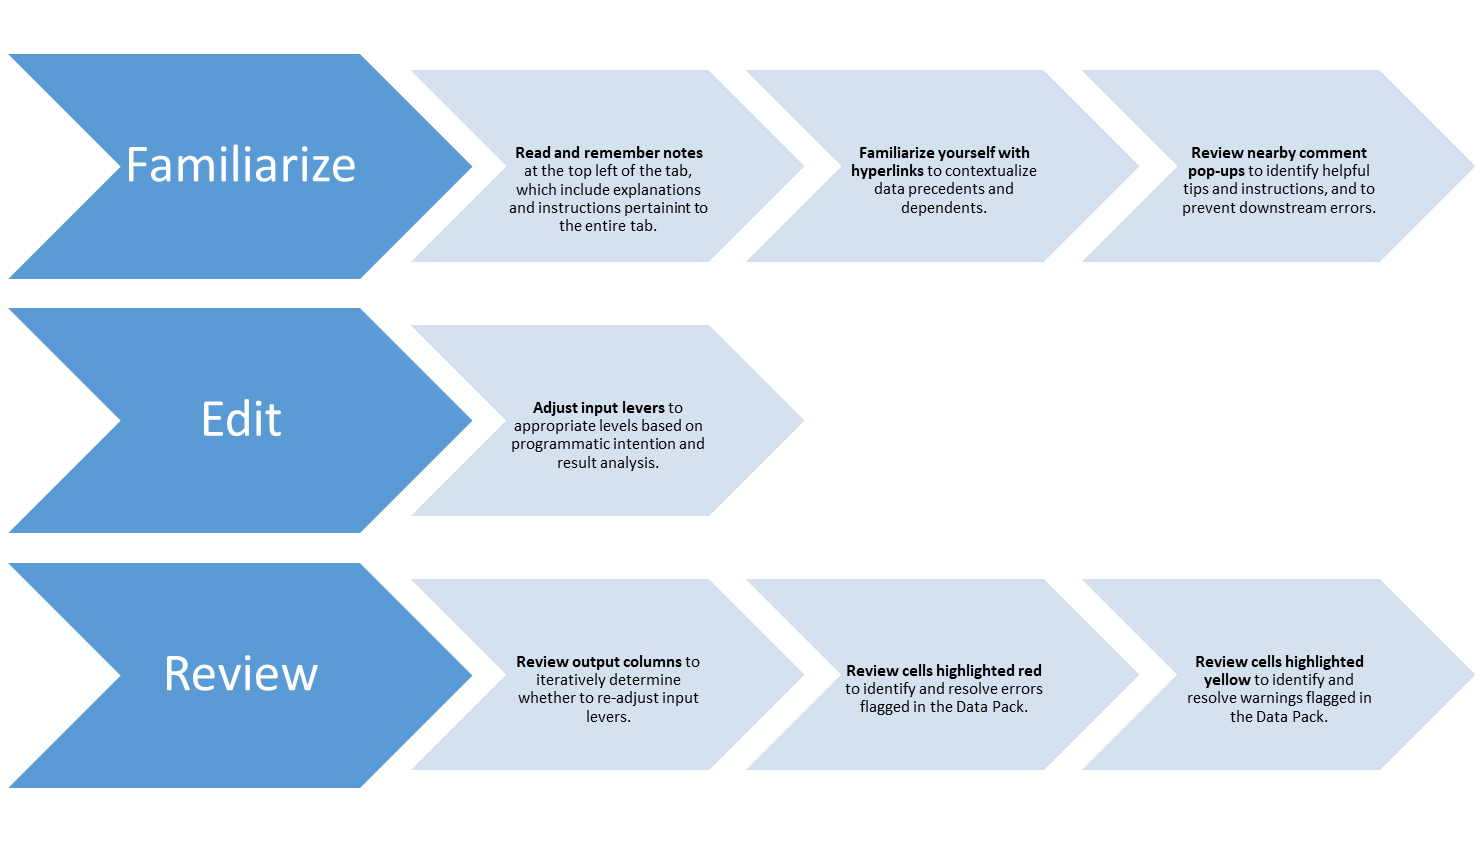 Familiarize
Read and remember notes
at the top left of the tab,
which include explanations
and instructions pertainint to
the entire tab.
Familiarize yourself with
hyperlinks to contextualize
data precedents and
dependents.
Review nearby comment
pop-ups to identify helpful
tips and instructions, and to
prevent downstream errors.
Edit
Adjust input levers to
appropriate levels based on
programmatic intention and
result analysis.
Review
Review output columns to
iteratively determine
whether to re-adjust input
levers.
Review cells highlighted red
to identify and resolve errors
flagged in the Data Pack.
Review cells highlighted
yellow to identify and
resolve warnings flagged in
the Data Pack.